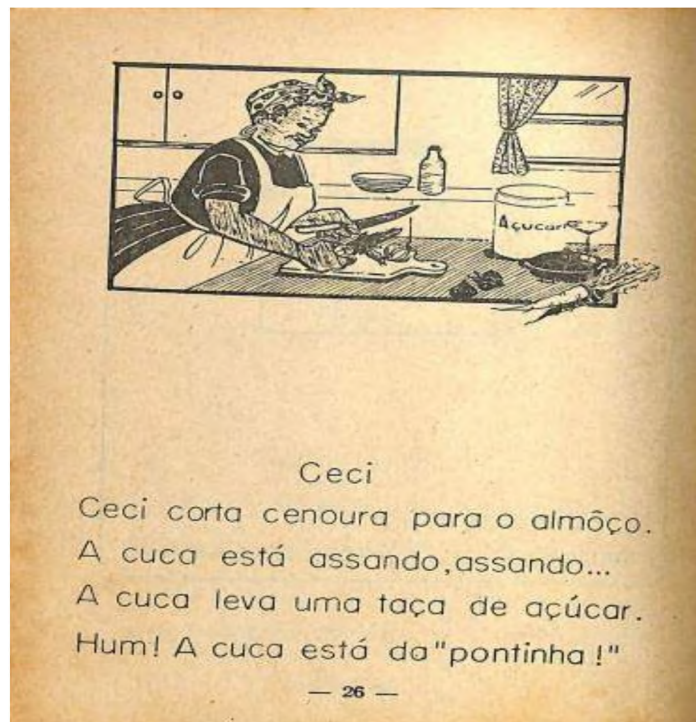 Açucar
Ceci
Ceci corta cenoura para o almôço.
A cuca está assando,assando...
A cuca leva uma taça de açúcar.
Hum! A cuca está da"pontinha!"
— 26 —